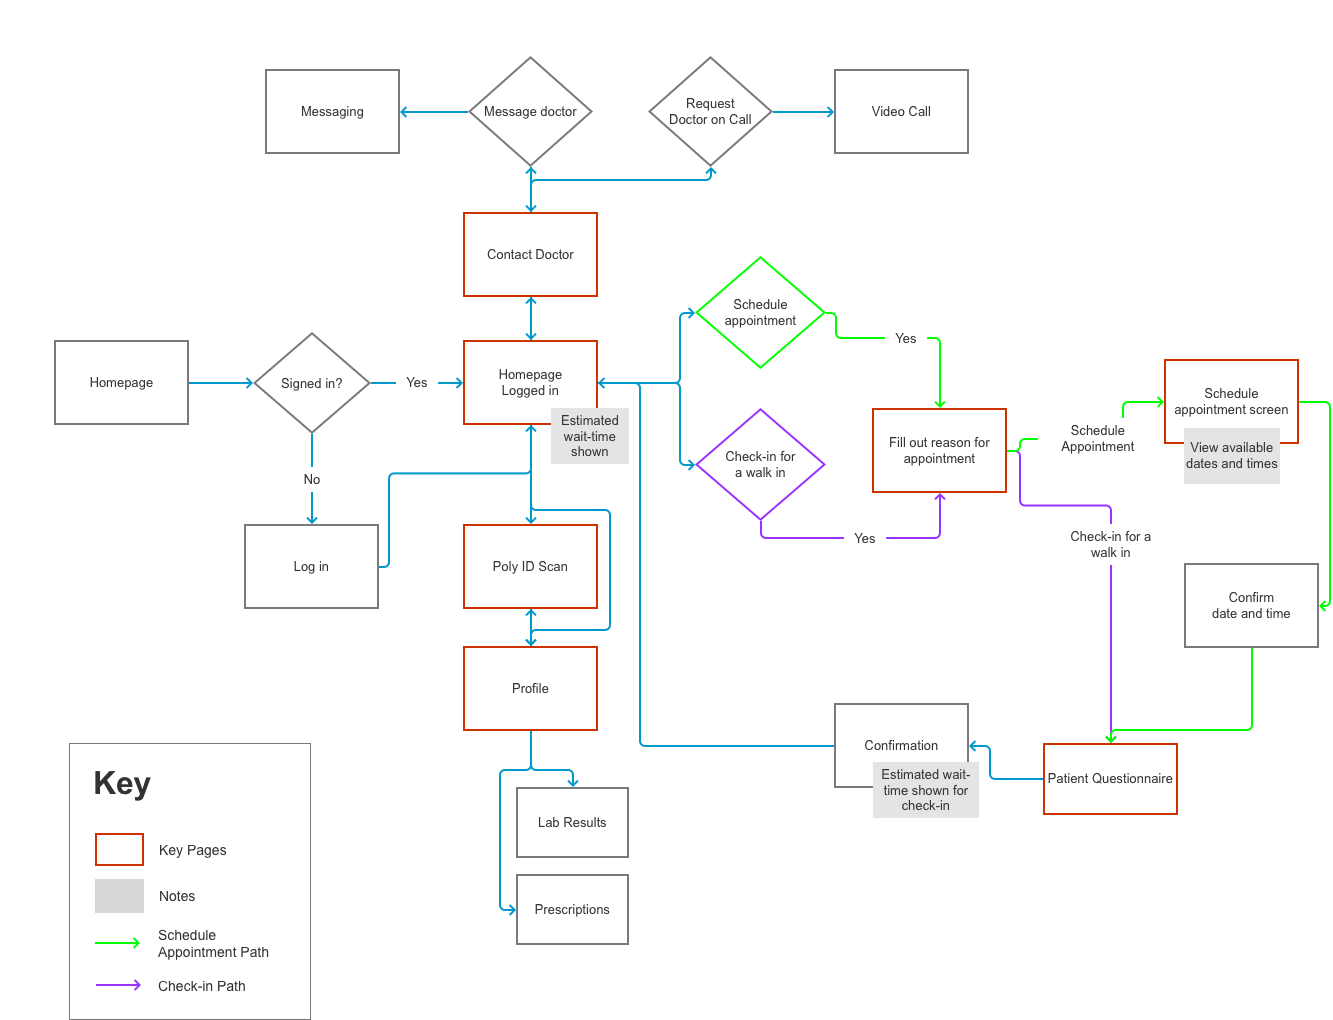 Messaging
Message doctor
Request
Doctor on Call
Video Call
Contact Doctor
Schedule
appointment
Yes
Homepage
Signed in?
Yes
Homepage
Logged in
Estimated
wait-time
shown
Schedule
appointment screen
View available
dates and times
Fill out reason for
appointment
Schedule
Appointment
Check-in for
a walk in
No
Yes
Check-in for a
walk in
Log in
Poly ID Scan
Confirm
date and time
Profile
Confirmation
Estimated wait-
time shown for
check-in
Patient Questionnaire
Lab Results
Prescriptions
Key
Key Pages
Notes
Schedule
Appointment Path
Check-in Path